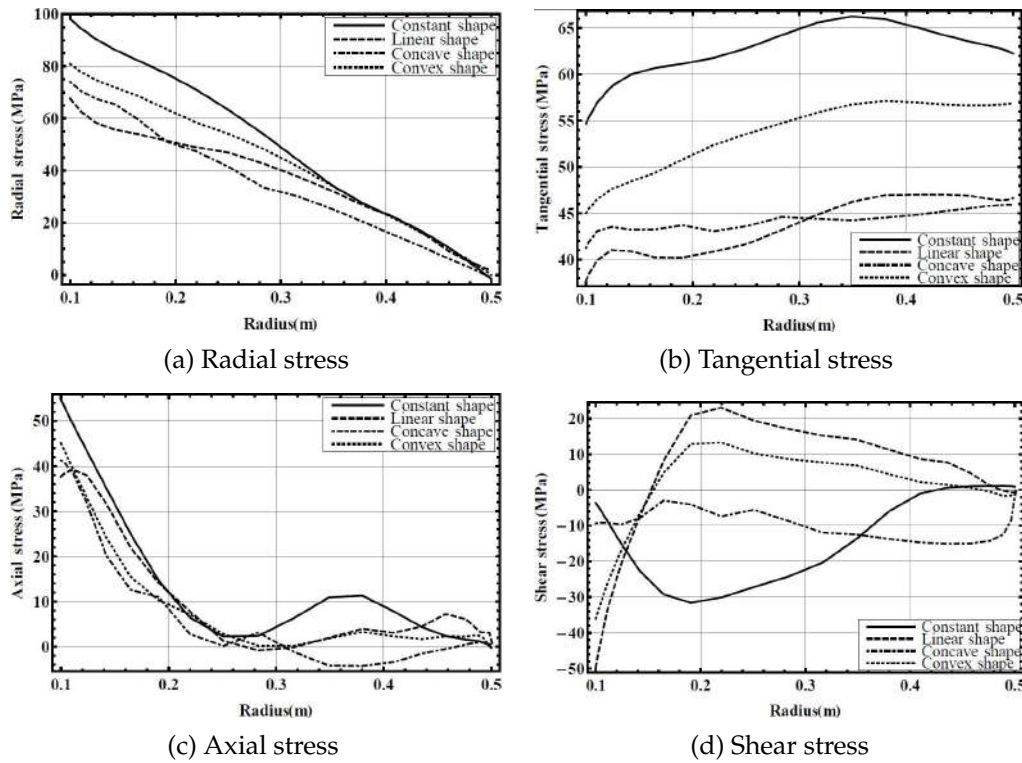 100
80
60
40
20
0
Radial stress (MPa)
Constant shape
Linear shape
Concave shape
Convex shape
0.1
0.2
0.3
0.4
0.5
Radius(m)
(a) Radial stress
65
60
55
50
45
40
Tangential stress (MPa)
Constant shape
Linear shape
Concave shape
Convex shape
0.1
0.2
0.3
0.4
0.5
Radius(m)
(b) Tangential stress
50
40
30
20
10
0
Axial stress (MPa)
Constant shape
Linear shape
Concave shape
Convex shape
0.1
0.2
0.3
0.4
0.5
Radius(m)
(c) Axial stress
20
10
0
−10
−20
−30
−40
−50
Shear stress (MPa)
Constant shape
Linear shape
Concave shape
Convex shape
0.1
0.2
0.3
0.4
0.5
Radius(m)
(d) Shear stress